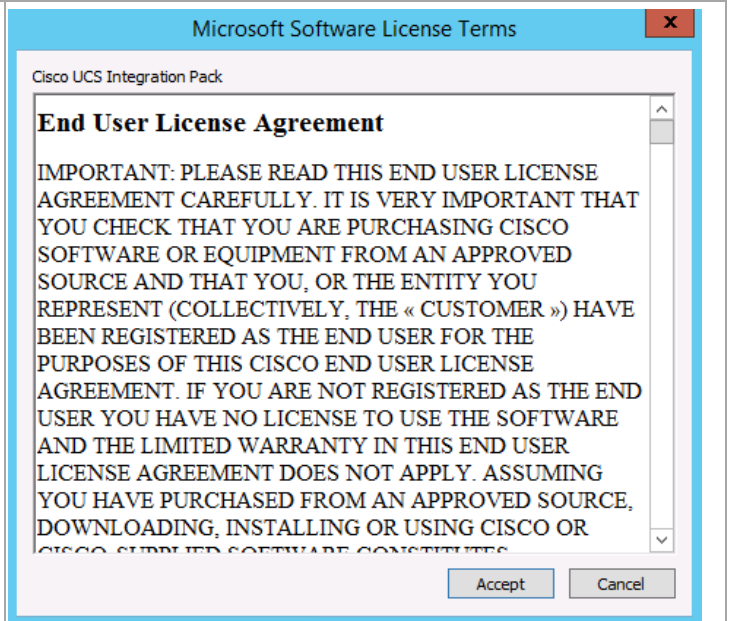 Microsoft Software License Terms
x
Cisco UCS Integration Pack
End User License Agreement
IMPORTANT: PLEASE READ THIS END USER LICENSE
AGREEMENT CAREFULLY. IT IS VERY IMPORTANT THAT
YOU CHECK THAT YOU ARE PURCHASING CISCO
SOFTWARE OR EQUIPMENT FROM AN APPROVED
SOURCE AND THAT YOU, OR THE ENTITY YOU
REPRESENT (COLLECTIVELY, THE « CUSTOMER ») HAVE
BEEN REGISTERED AS THE END USER FOR THE
PURPOSES OF THIS CISCO END USER LICENSE
AGREEMENT. IF YOU ARE NOT REGISTERED AS THE END
USER YOU HAVE NO LICENSE TO USE THE SOFTWARE
AND THE LIMITED WARRANTY IN THIS END USER
LICENSE AGREEMENT DOES NOT APPLY. ASSUMING
YOU HAVE PURCHASED FROM AN APPROVED SOURCE,
DOWNLOADING, INSTALLING OR USING CISCO OR
CISCO-SUPPLIED SOFTWARE CONSTITUTES
Accept Cancel